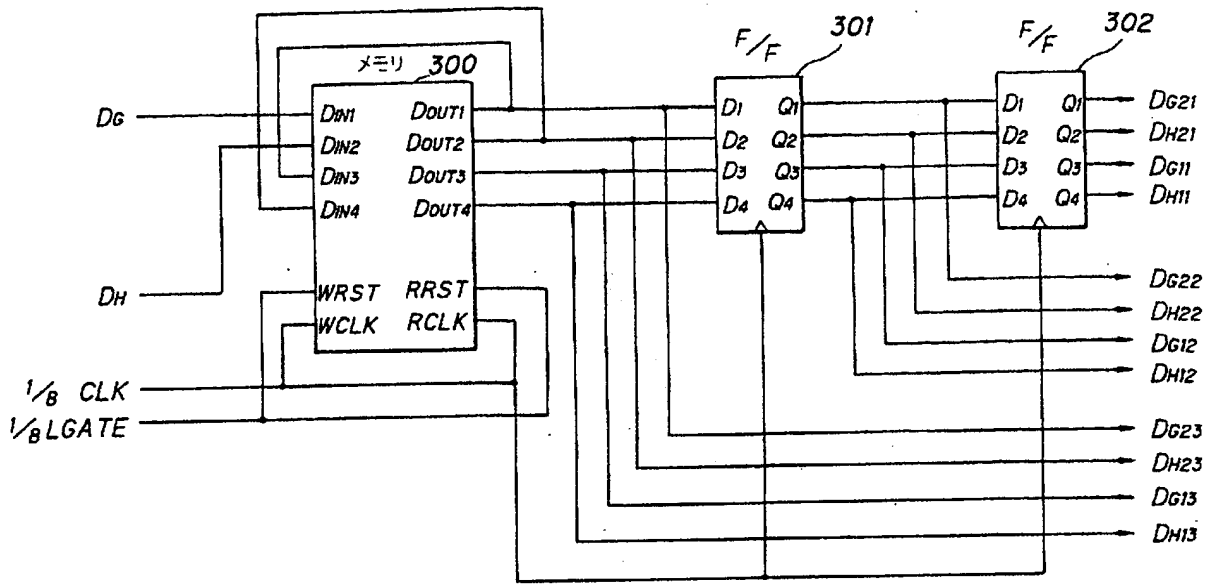 メモリ 300
F/F 301
F/F 302
DG
DH
1/8 CLK
1/8 LGATE
DIN1
DIN2
DIN3
DIN4
WRST
WCLK
DOUT1
DOUT2
DOUT3
DOUT4
RRST
RCLK
D1
D2
D3
D4
Q1
Q2
Q3
Q4
D1
D2
D3
D4
Q1
Q2
Q3
Q4
DG21
DH21
DG11
DH11
DG22
DH22
DG12
DH12
DG23
DH23
DG13
DH13